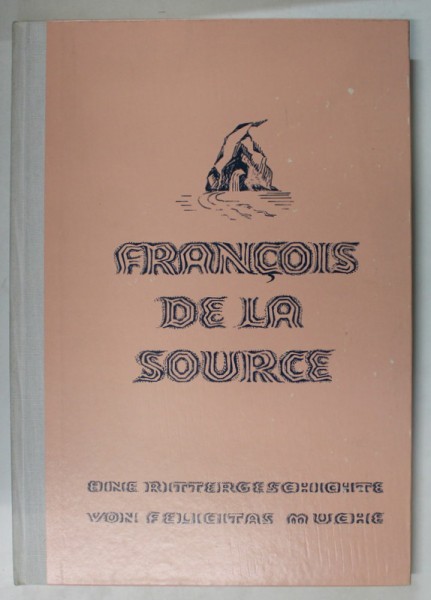 FRANÇOIS
DE LA
SOURCE
EINE RITTERGESCHICHTE
VON FELICITAS MUCHE